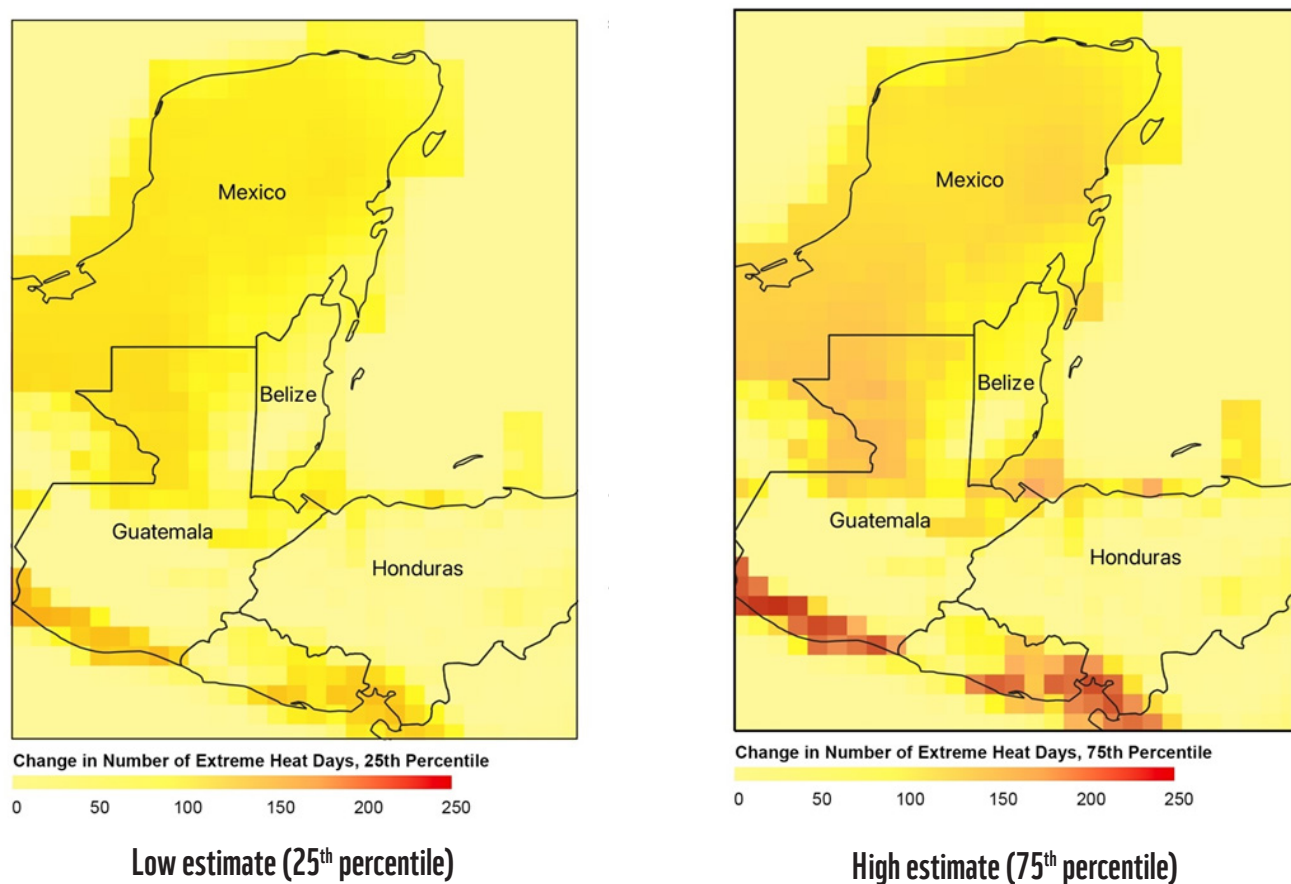 Mexico
Belize
Guatemala
Honduras
Change in Number of Extreme Heat Days, 25th Percentile
0 50 100 150 200 250
Low estimate (25th percentile)
Mexico
Belize
Guatemala
Honduras
Change in Number of Extreme Heat Days, 75th Percentile
0 50 100 150 200 250
High estimate (75th percentile)